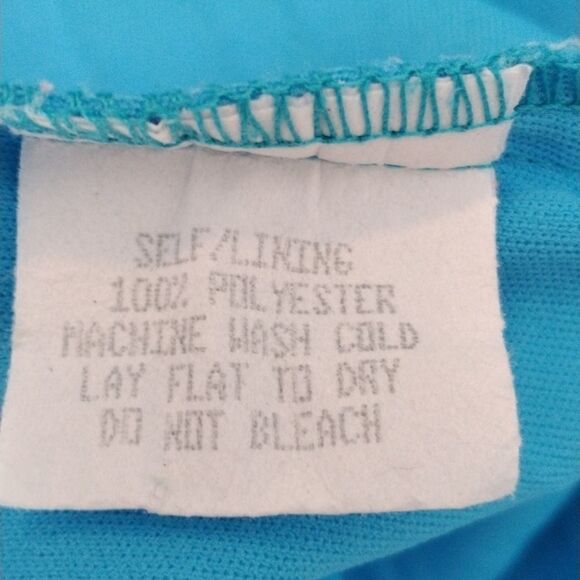 SELF/LINING
100% POLYESTER
MACHINE WASH COLD
LAY FLAT TO DRY
DO NOT BLEACH